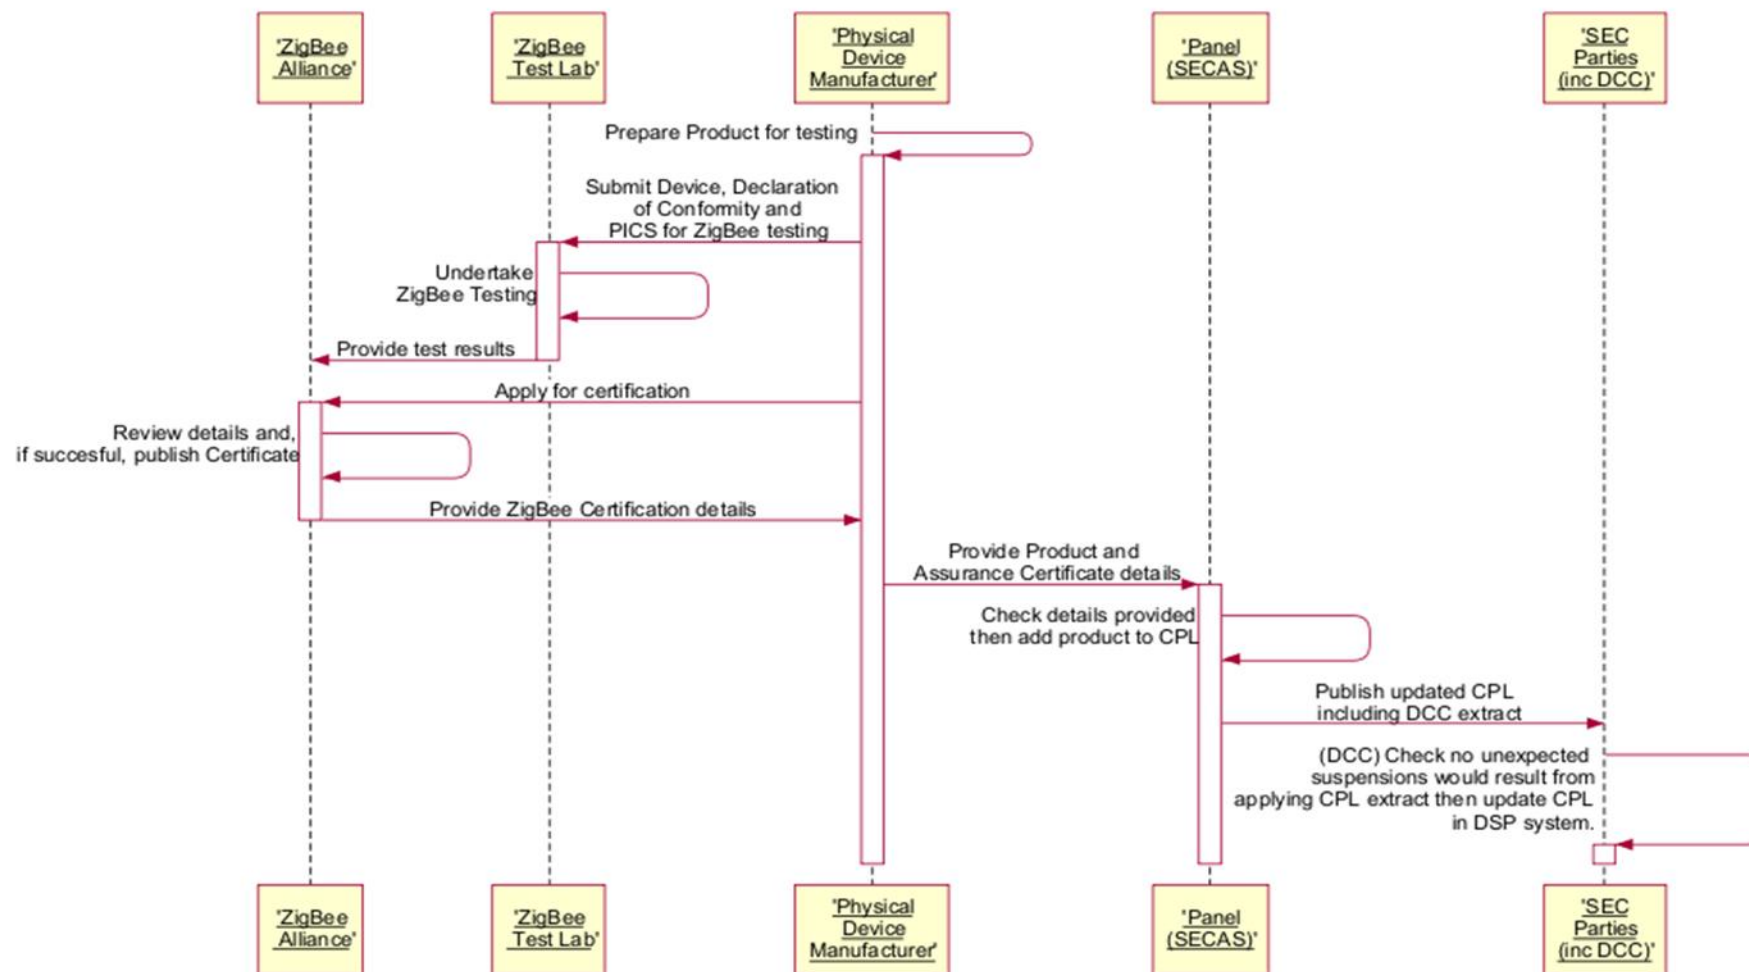 'ZigBee
Alliance'
'ZigBee
Test Lab'
'Physical
Device
Manufacturer'
'Panel
(SECAS)'
'SEC
Parties
(inc DCC)'
Prepare Product for testing
Submit Device, Declaration
of Conformity and
PICS for ZigBee testing
Undertake
ZigBee Testing
Provide test results
Apply for certification
Review details and,
if succesful, publish Certificate
Provide ZigBee Certification details
Provide Product and
Assurance Certificate details
Check details provided
then add product to CPL
Publish updated CPL
including DCC extract
(DCC) Check no unexpected
suspensions would result from
applying CPL extract then update CPL
in DSP system.
'ZigBee
Alliance'
'ZigBee
Test Lab'
'Physical
Device
Manufacturer'
'Panel
(SECAS)'
'SEC
Parties
(inc DCC)'